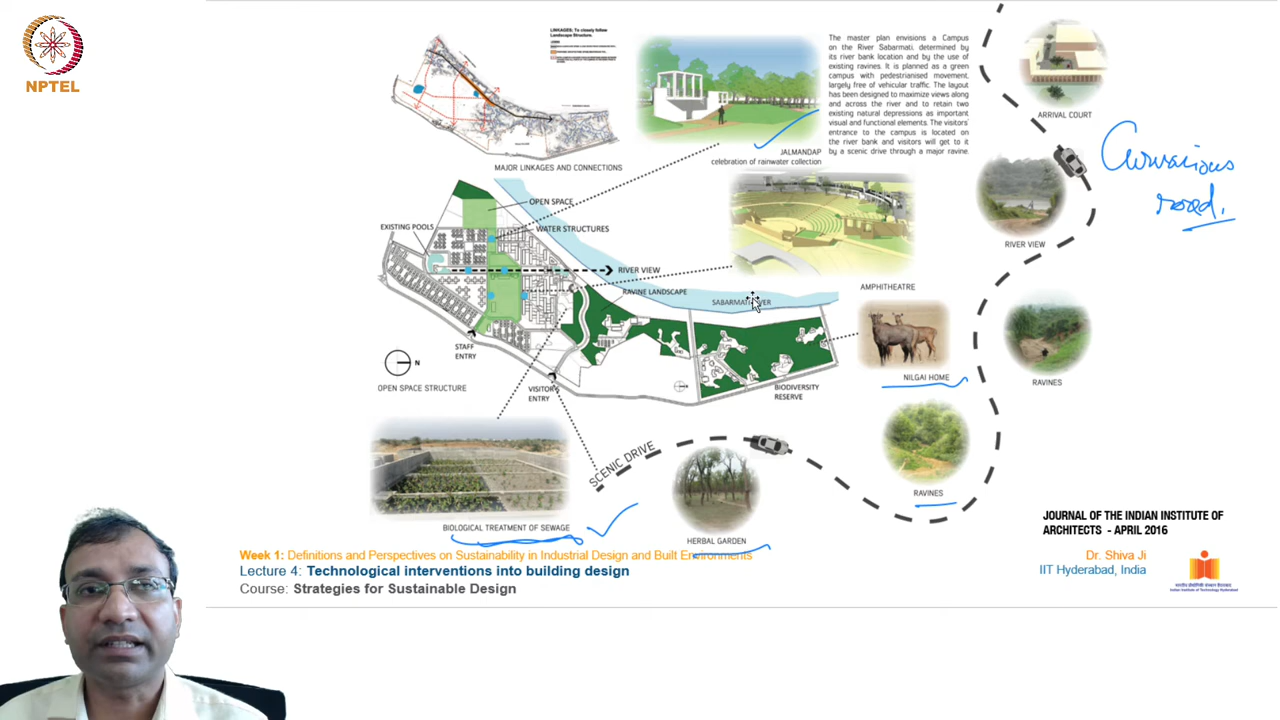 NPTEL
LINKAGES: To closely follow
Landscape Structure.
MAJOR LINKAGES AND CONNECTIONS
JALMANDAP
celebration of rainwater collection
The master plan envisions a Campus
on the River Sabarmati, determined by
its river bank location and by the use of
existing ravines. It is planned as a green
campus with pedestrianised movement,
largely free of vehicular traffic. The layout
has been designed to maximize views along
and across the river and to retain two
existing natural depressions as important
visual and functional elements. The visitors'
entrance to the campus is located on
the river bank and visitors will get to it
by a scenic drive through a major ravine.
ARRIVAL COURT
RIVER VIEW
RAVINES
OPEN SPACE
WATER STRUCTURES
EXISTING POOLS
RIVER VIEW
RAVINE LANDSCAPE
SABARMATI RIVER
AMPHITHEATRE
STAFF
ENTRY
N
OPEN SPACE STRUCTURE
VISITOR
ENTRY
BIODIVERSITY
RESERVE
NILGAI HOME
RAVINES
SCENIC DRIVE
BIOLOGICAL TREATMENT OF SEWAGE
HERBAL GARDEN
road.
JOURNAL OF THE INDIAN INSTITUTE OF
ARCHITECTS - APRIL 2016
Week 1: Definitions and Perspectives on Sustainability in Industrial Design and Built Environments
Lecture 4: Technological interventions into building design
Course: Strategies for Sustainable Design
Dr. Shiva Ji
IIT Hyderabad, India
Indian Institute of Technology Hyderabad